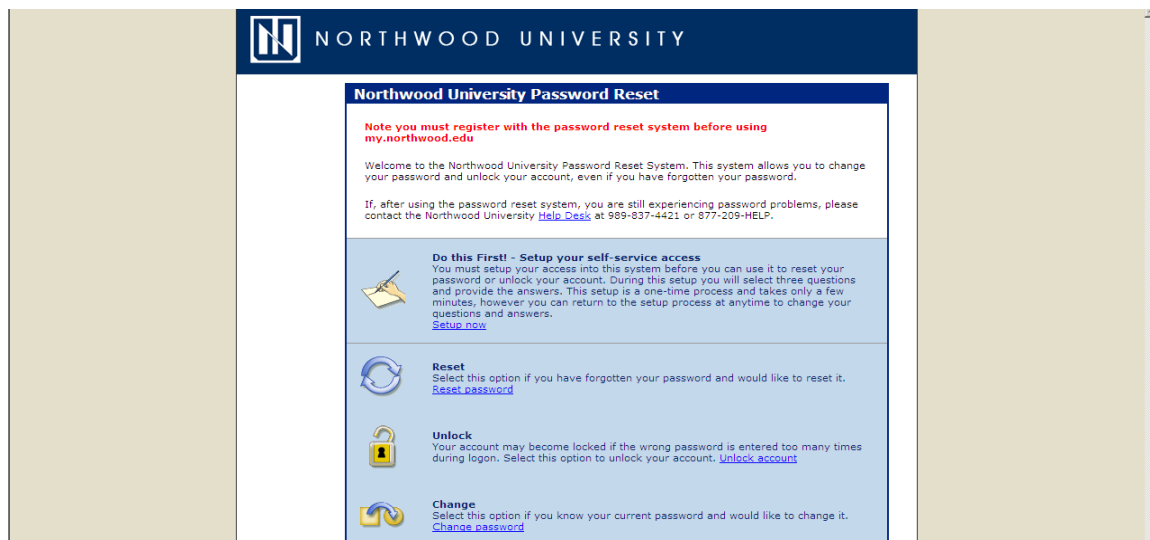 NORTHWOOD UNIVERSITY
Northwood University Password Reset
Note you must register with the password reset system before using
my.northwood.edu
Welcome to the Northwood University Password Reset System. This system allows you to change
your password and unlock your account, even if you have forgotten your password.
If, after using the password reset system, you are still experiencing password problems, please
contact the Northwood University Help Desk at 989-837-4421 or 877-209-HELP.
Do this First! - Setup your self-service access
You must setup your access into this system before you can use it to reset your
password or unlock your account. During this setup you will select three questions
and provide the answers. This setup is a one-time process and takes only a few
minutes, however you can return to the setup process at anytime to change your
questions and answers.
Setup now
Reset
Select this option if you have forgotten your password and would like to reset it.
Reset password
Unlock
Your account may become locked if the wrong password is entered too many times
during logon. Select this option to unlock your account. Unlock account
Change
Select this option if you know your current password and would like to change it.
Change password